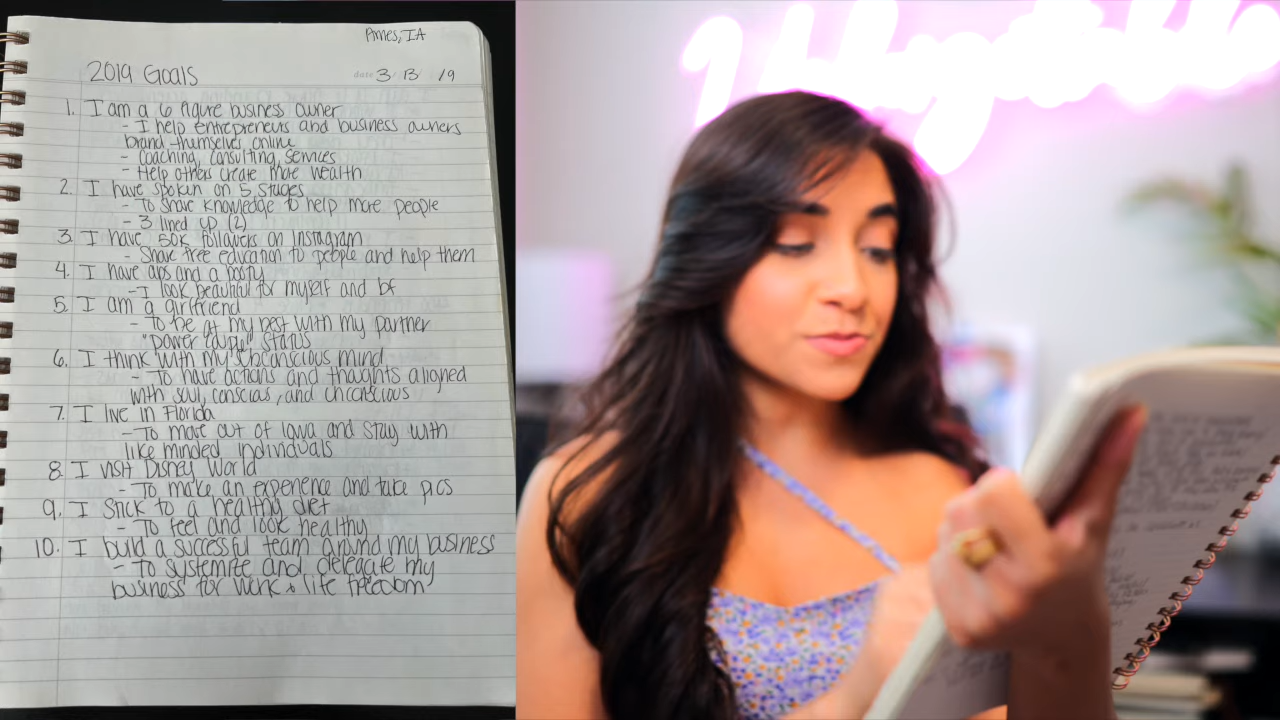 Ames, IA
2019 Goals
date 3 13 19
1. I am a 6 figure business owner
- I help entrepreneurs and business owners
brand themselves online
- Coaching, consulting, services
- Help others create more wealth
2. I have spoken on 5 stages
- To share knowledge to help more people
- 3 lined up (2)
3. I have 50K followers on Instagram
- Share free education to people and help them
4. I have abs and a booty
- I look beautiful for myself and bf
5. I am a girlfriend
- To be at my best with my partner
"Power couple" status
6. I think with my subconscious mind
- To have actions and thoughts aligned
with soul, conscias, and unconscious
7. I live in Florida
- To move out of Iowa and stay with
like minded individuals
8. I visit Disney World
- To make an experience and take pics
9. I Stick to a healthy diet
- To feel and look healthy
10. I build a successful team around my business
- To systemize and delegate my
business for work & life freedom